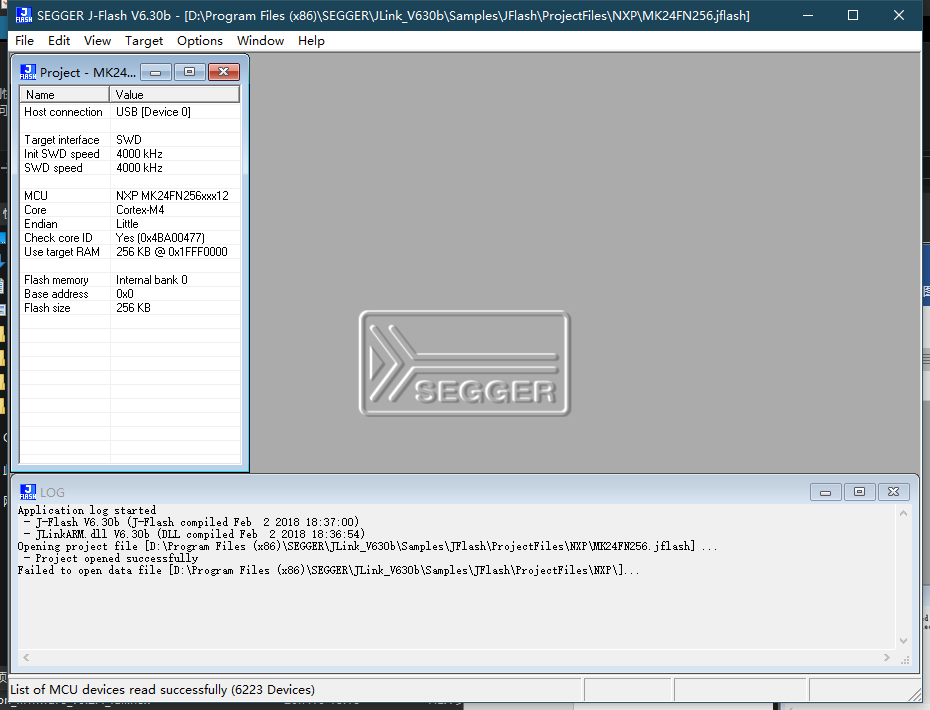 SEGGER J-Flash V6.30b - [D:\Program Files (x86)\SEGGER\JLink_V630b\Samples\JFlash\ProjectFiles\NXP\MK24FN256.jflash]
File Edit View Target Options Window Help
Project - MK24...
Name Value
Host connection USB [Device 0]
Target interface SWD
Init SWD speed 4000 kHz
SWD speed 4000 kHz
MCU NXP MK24FN256xxx12
Core Cortex-M4
Endian Little
Check core ID Yes (0x4BA00477)
Use target RAM 256 KB @ 0x1FFF0000
Flash memory Internal bank 0
Base address 0x0
Flash size 256 KB
SEGGER
LOG
Application log started
- J-Flash V6.30b (J-Flash compiled Feb 2 2018 18:37:00)
- JLinkARM.dll V6.30b (DLL compiled Feb 2 2018 18:36:54)
Opening project file [D:\Program Files (x86)\SEGGER\JLink_V630b\Samples\JFlash\ProjectFiles\NXP\MK24FN256.jflash] ...
- Project opened successfully
Failed to open data file [D:\Program Files (x86)\SEGGER\JLink_V630b\Samples\JFlash\ProjectFiles\NXP\]...
List of MCU devices read successfully (6223 Devices)